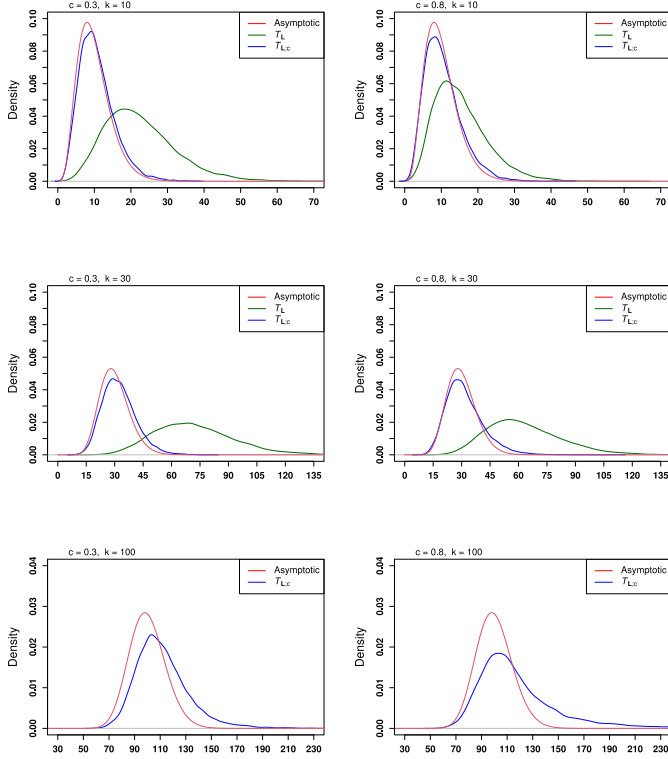 c = 0.3, k = 10
Density
0.00 0.02 0.04 0.06 0.08 0.10
Asymptotic
T_L
T_L;c
0 10 20 30 40 50 60 70
c = 0.8, k = 10
Density
0.00 0.02 0.04 0.06 0.08 0.10
Asymptotic
T_L
T_L;c
0 10 20 30 40 50 60 70
c = 0.3, k = 30
Density
0.00 0.02 0.04 0.06 0.08 0.10
Asymptotic
T_L
T_L;c
0 15 30 45 60 75 90 105 120 135
c = 0.8, k = 30
Density
0.00 0.02 0.04 0.06 0.08 0.10
Asymptotic
T_L
T_L;c
0 15 30 45 60 75 90 105 120 135
c = 0.3, k = 100
Density
0.00 0.01 0.02 0.03 0.04
Asymptotic
T_L;c
30 50 70 90 110 130 150 170 190 210 230
c = 0.8, k = 100
Density
0.00 0.01 0.02 0.03 0.04
Asymptotic
T_L;c
30 50 70 90 110 130 150 170 190 210 230